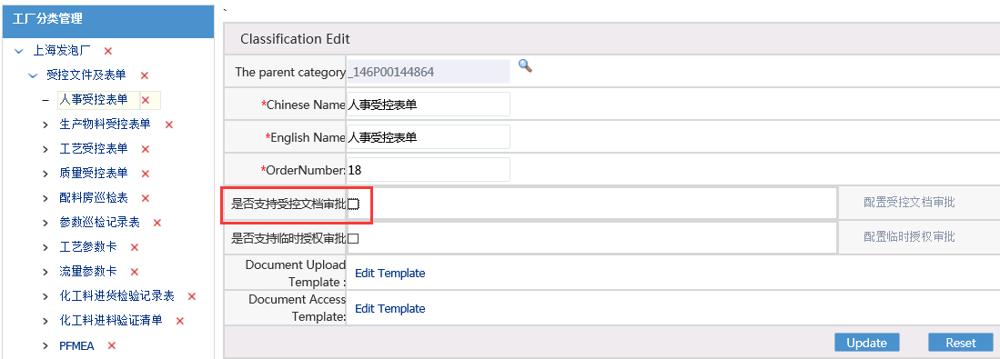 工厂分类管理
上海发泡厂
受控文件及表单
人事受控表单
生产物料受控表单
工艺受控表单
质量受控表单
配料房巡检表
参数巡检记录表
工艺参数卡
流量参数卡
化工料进货检验记录表
化工料进料验证清单
PFMEA
`
Classification Edit
The parent category _146P00144864
*Chinese Name 人事受控表单
*English Name 人事受控表单
*OrderNumber: 18
是否支持受控文档审批 配置受控文档审批
是否支持临时授权审批 配置临时授权审批
Document Upload
Template : Edit Template
Document Access
Template: Edit Template
Update Reset